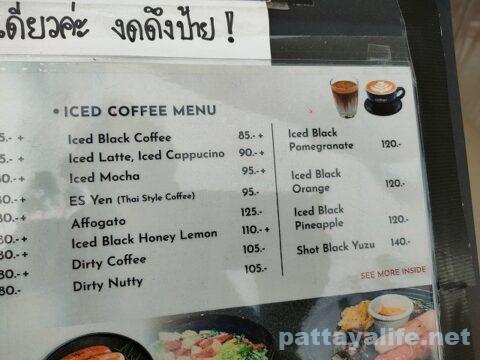 เดียวค่ะ งดดึงป้าย !
• ICED COFFEE MENU
Iced Black Coffee 85.-+
Iced Latte, Iced Cappucino 90.-+
Iced Mocha 95.-+
ES Yen (Thai Style Coffee) 95.-
Affogato 125.-
Iced Black Honey Lemon 110.-+
Dirty Coffee 105.-
Dirty Nutty 105.-
Iced Black
Pomegranate 120.-
Iced Black
Orange 120.-
Iced Black
Pineapple 120.-
Shot Black Yuzu 140.-
SEE MORE INSIDE
pattayalife.net